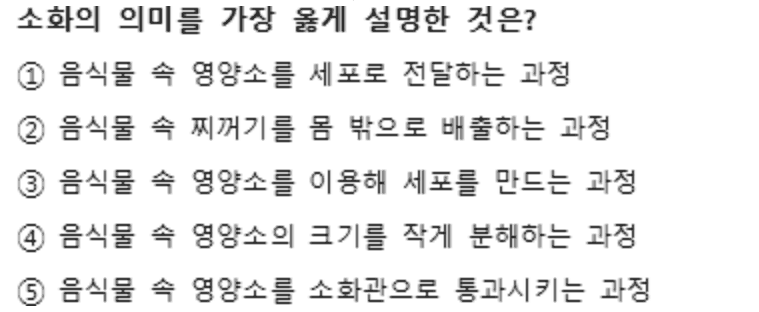 소화의 의미를 가장 옳게 설명한 것은?
① 음식물 속 영양소를 세포로 전달하는 과정
② 음식물 속 찌꺼기를 몸 밖으로 배출하는 과정
③ 음식물 속 영양소를 이용해 세포를 만드는 과정
④ 음식물 속 영양소의 크기를 작게 분해하는 과정
⑤ 음식물 속 영양소를 소화관으로 통과시키는 과정